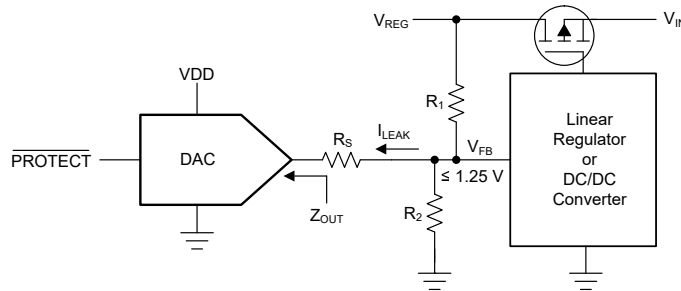 V_REG
V_IN
VDD
R_1
PROTECT
DAC
R_S
I_LEAK
V_FB
≤ 1.25 V
Linear
Regulator
or
DC/DC
Converter
Z_OUT
R_2